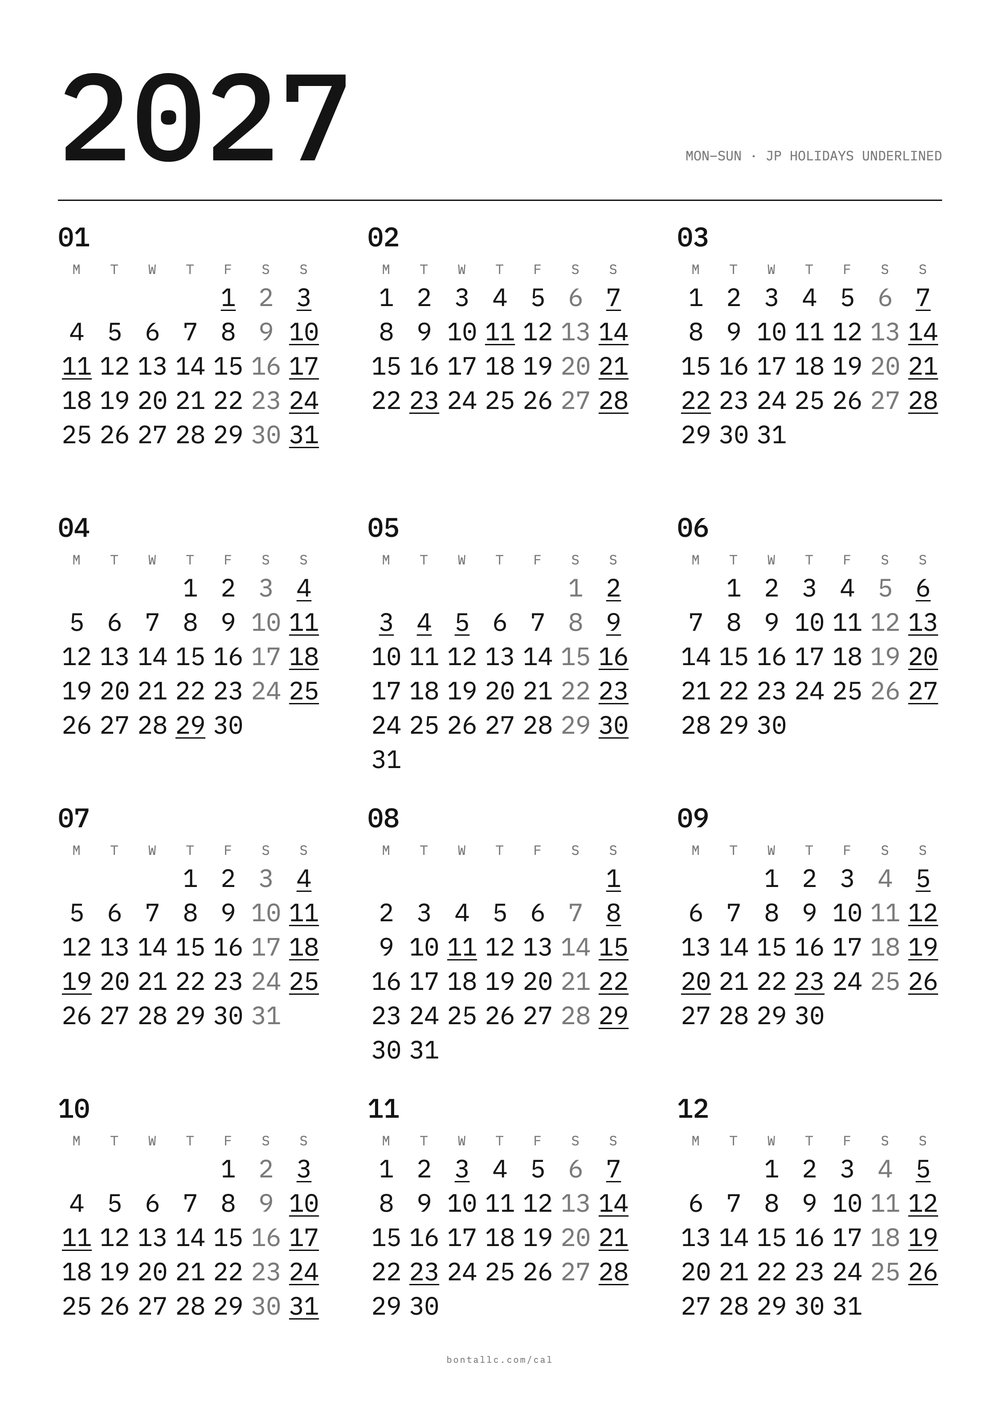 2027
MON–SUN · JP HOLIDAYS UNDERLINED
01
M T W T F S S
1 2 3
4 5 6 7 8 9 10
11 12 13 14 15 16 17
18 19 20 21 22 23 24
25 26 27 28 29 30 31
02
M T W T F S S
1 2 3 4 5 6 7
8 9 10 11 12 13 14
15 16 17 18 19 20 21
22 23 24 25 26 27 28
03
M T W T F S S
1 2 3 4 5 6 7
8 9 10 11 12 13 14
15 16 17 18 19 20 21
22 23 24 25 26 27 28
29 30 31
04
M T W T F S S
1 2 3 4
5 6 7 8 9 10 11
12 13 14 15 16 17 18
19 20 21 22 23 24 25
26 27 28 29 30
05
M T W T F S S
1 2
3 4 5 6 7 8 9
10 11 12 13 14 15 16
17 18 19 20 21 22 23
24 25 26 27 28 29 30
31
06
M T W T F S S
1 2 3 4 5 6
7 8 9 10 11 12 13
14 15 16 17 18 19 20
21 22 23 24 25 26 27
28 29 30
07
M T W T F S S
1 2 3 4
5 6 7 8 9 10 11
12 13 14 15 16 17 18
19 20 21 22 23 24 25
26 27 28 29 30 31
08
M T W T F S S
1
2 3 4 5 6 7 8
9 10 11 12 13 14 15
16 17 18 19 20 21 22
23 24 25 26 27 28 29
30 31
09
M T W T F S S
1 2 3 4 5
6 7 8 9 10 11 12
13 14 15 16 17 18 19
20 21 22 23 24 25 26
27 28 29 30
10
M T W T F S S
1 2 3
4 5 6 7 8 9 10
11 12 13 14 15 16 17
18 19 20 21 22 23 24
25 26 27 28 29 30 31
11
M T W T F S S
1 2 3 4 5 6 7
8 9 10 11 12 13 14
15 16 17 18 19 20 21
22 23 24 25 26 27 28
29 30
12
M T W T F S S
1 2 3 4 5
6 7 8 9 10 11 12
13 14 15 16 17 18 19
20 21 22 23 24 25 26
27 28 29 30 31
bontallc.com/cal